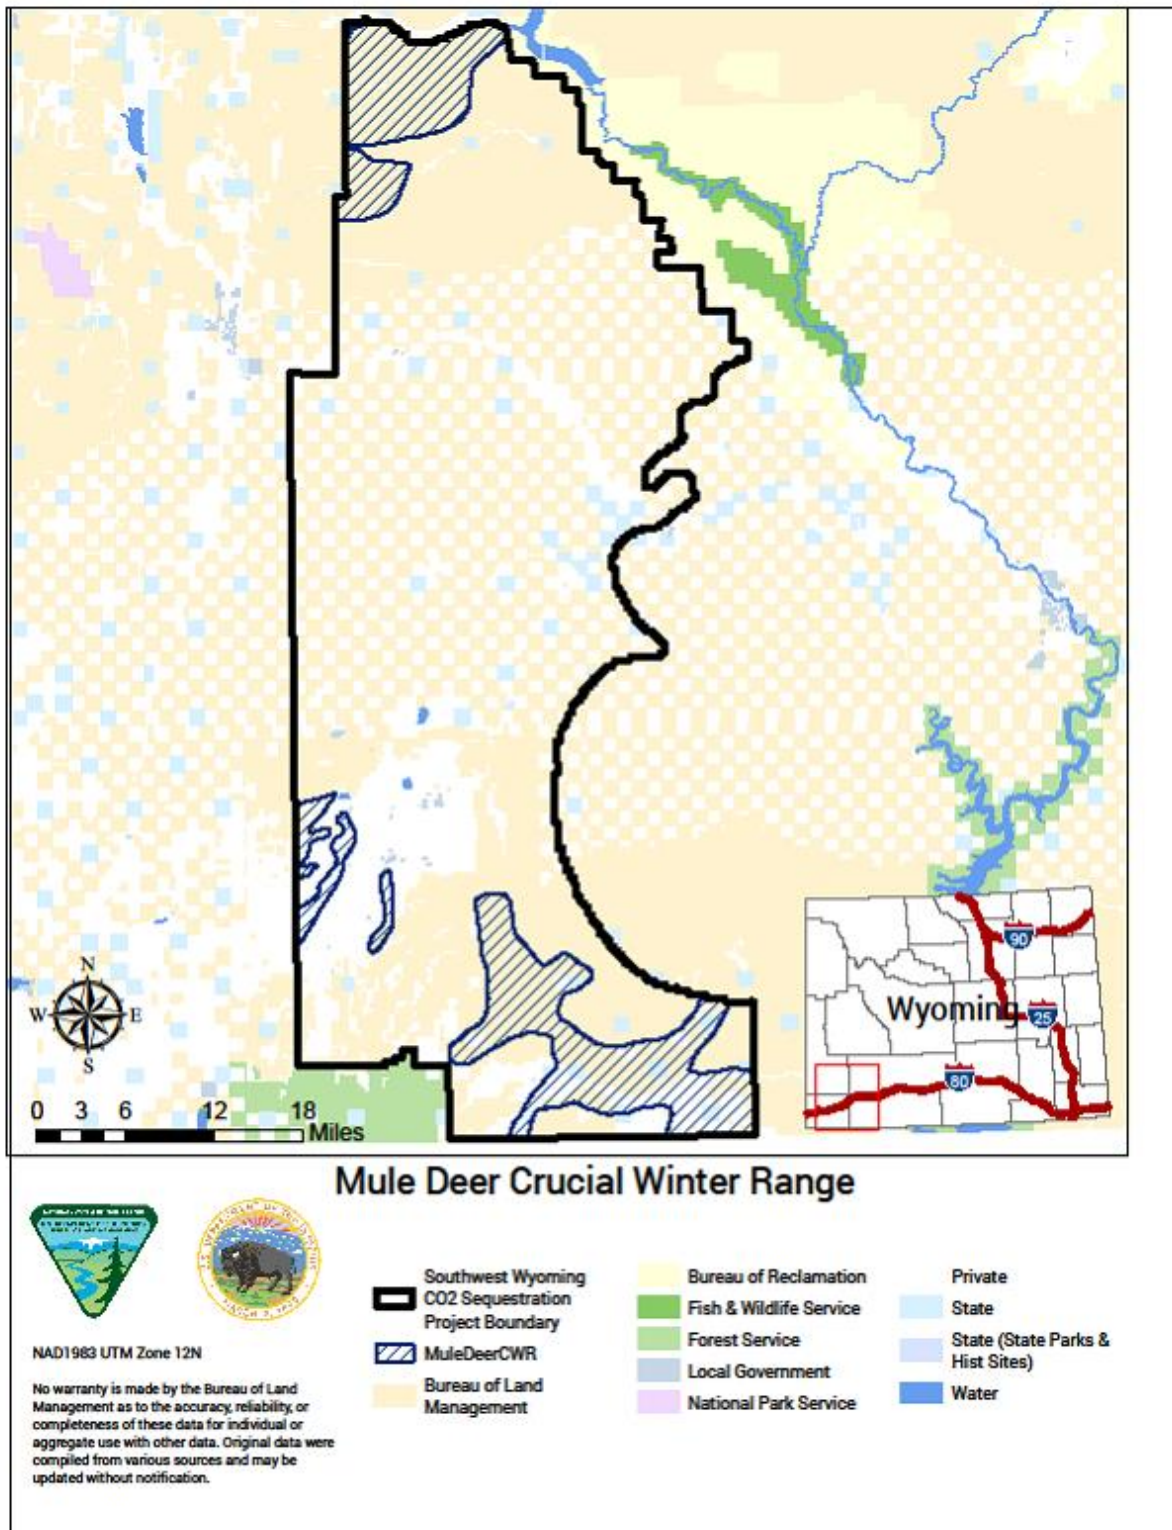 90
Wyoming
25
80
N
W E
S
0 3 6 12 18
Miles
Mule Deer Crucial Winter Range
NAD1983 UTM Zone 12N
No warranty is made by the Bureau of Land
Management as to the accuracy, reliability, or
completeness of these data for individual or
aggregate use with other data. Original data were
compiled from various sources and may be
updated without notification.
Southwest Wyoming
CO2 Sequestration
Project Boundary
MuleDeerCWR
Bureau of Land
Management
Bureau of Reclamation
Fish & Wildlife Service
Forest Service
Local Government
National Park Service
Private
State
State (State Parks &
Hist Sites)
Water